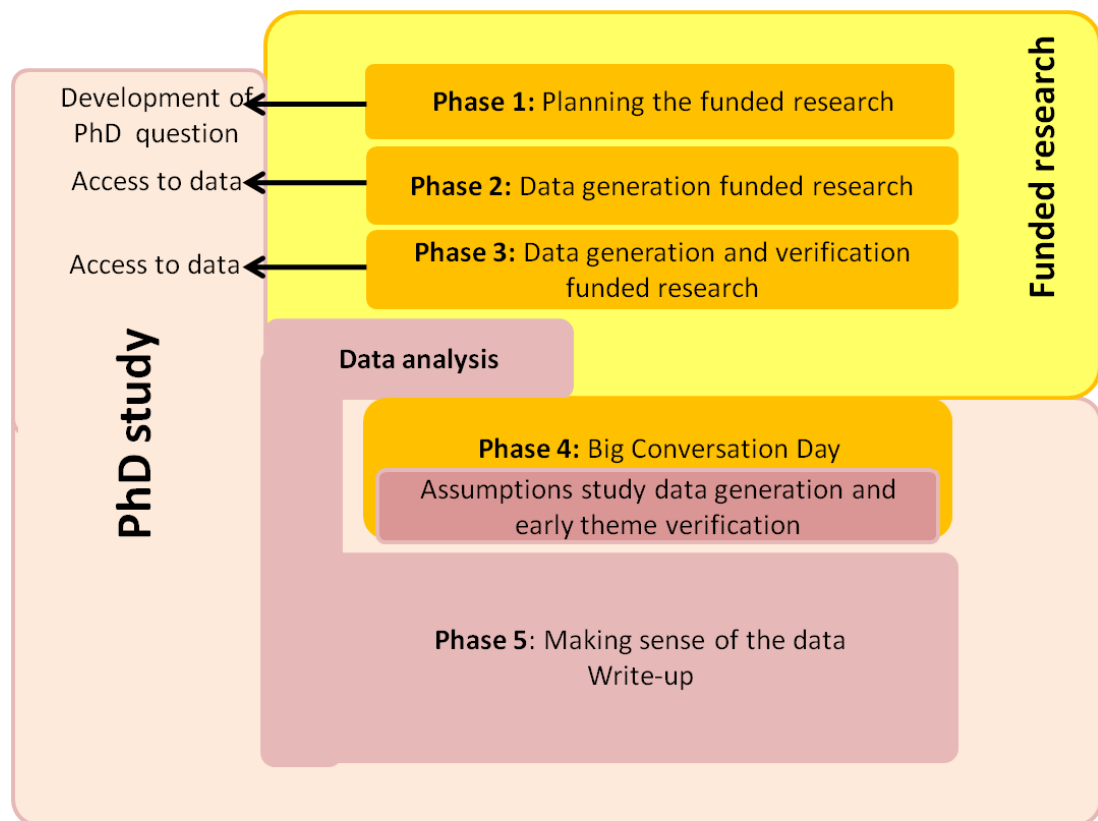 Funded research
Development of
PhD question
Phase 1: Planning the funded research
Access to data
Phase 2: Data generation funded research
Access to data
Phase 3: Data generation and verification
funded research
PhD study
Data analysis
Phase 4: Big Conversation Day
Assumptions study data generation and
early theme verification
Phase 5: Making sense of the data
Write-up